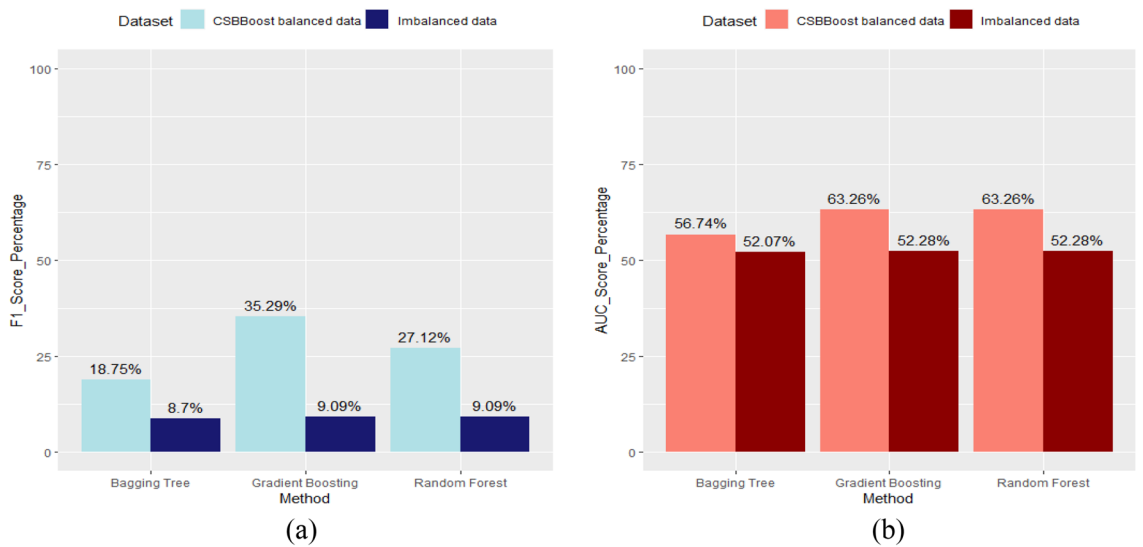 Dataset CSBBoost balanced data Imbalanced data
100
75
50
25
0
F1_Score_Percentage
18.75%
8.7%
35.29%
9.09%
27.12%
9.09%
Bagging Tree Gradient Boosting Random Forest
Method
(a)
Dataset CSBBoost balanced data Imbalanced data
100
75
50
25
0
AUC_Score_Percentage
56.74%
52.07%
63.26%
52.28%
63.26%
52.28%
Bagging Tree Gradient Boosting Random Forest
Method
(b)